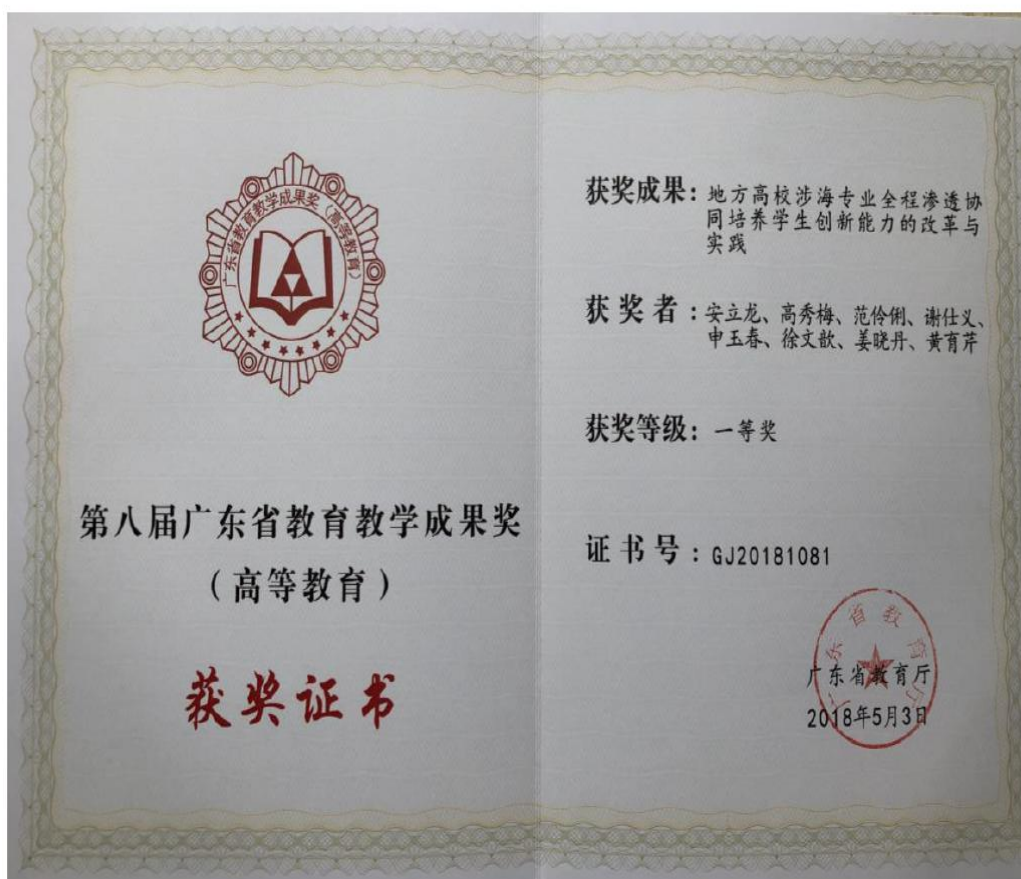 广东省教育教学成果奖（高等教育）
第八届广东省教育教学成果奖
（高等教育）
获奖证书
获奖成果：地方高校涉海专业全程渗透协
同培养学生创新能力的改革与
实践
获奖者：安立龙、高秀梅、范伶俐、谢仕义、
申玉春、徐文歆、姜晓丹、黄育芹
获奖等级：一等奖
证书号：GJ20181081
广东省教育厅
广东省教育厅
2018年5月3日